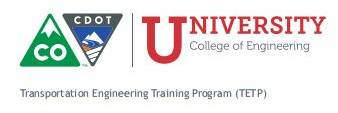 CDOT
CO
UNIVERSITY
College of Engineering
Transportation Engineering Training Program (TETP)